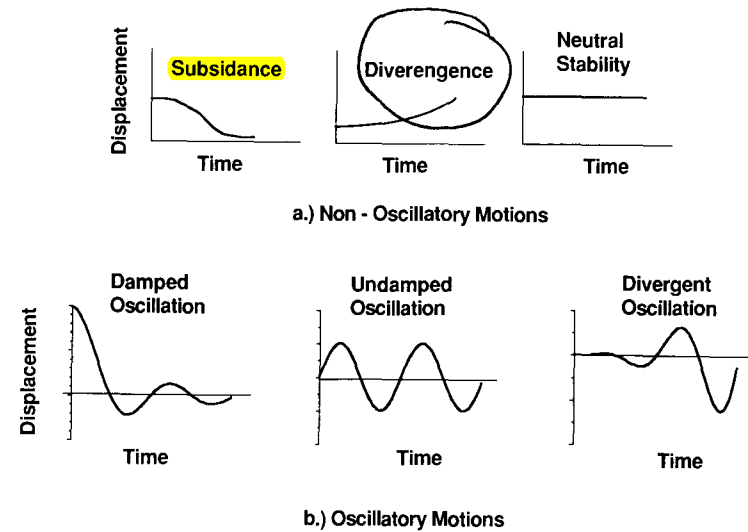 Displacement
Subsidance
Time
Diverengence
Time
Neutral
Stability
Time
a.) Non - Oscillatory Motions
Displacement
Damped
Oscillation
Time
Undamped
Oscillation
Time
Divergent
Oscillation
Time
b.) Oscillatory Motions